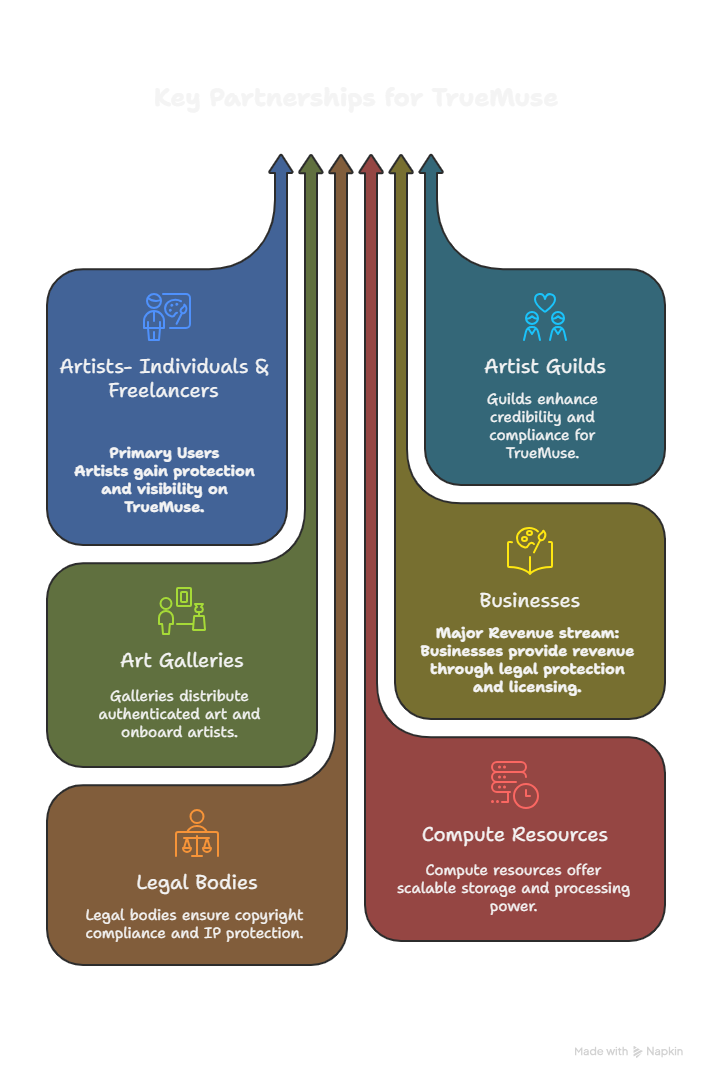 Key Partnerships for TrueMuse
Artists- Individuals &
Freelancers
Primary Users
Artists gain protection
and visibility on
TrueMuse.
Artist Guilds
Guilds enhance
credibility and
compliance for
TrueMuse.
Art Galleries
Galleries distribute
authenticated art and
onboard artists.
Businesses
Major Revenue stream:
Businesses provide revenue
through legal protection
and licensing.
Legal Bodies
Legal bodies ensure copyright
compliance and IP protection.
Compute Resources
Compute resources offer
scalable storage and processing
power.
Made with Napkin